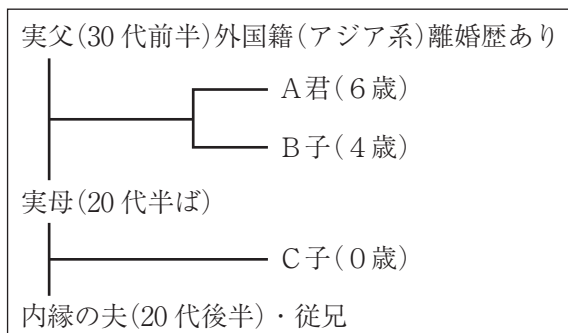 実父(30代前半)外国籍(アジア系)離婚歴あり
A君(6歳)
B子(4歳)
実母(20代半ば)
C子(0歳)
内縁の夫(20代後半)・従兄